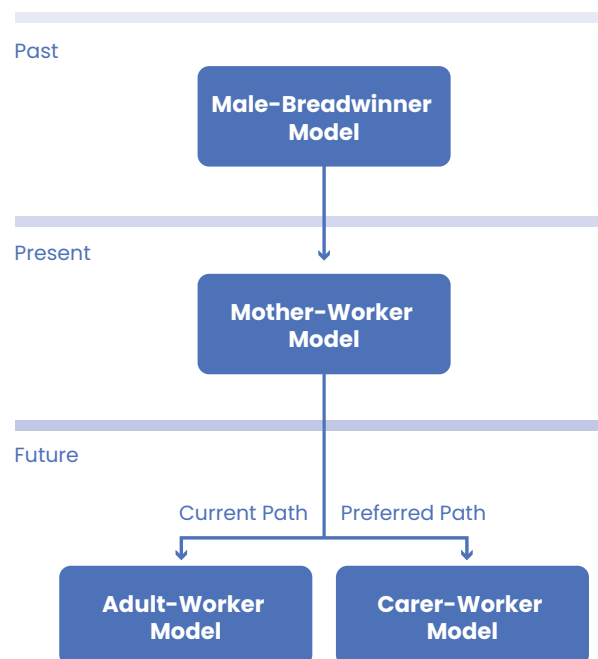 Past
Male-Breadwinner
Model
Present
Mother-Worker
Model
Future
Current Path
Preferred Path
Adult-Worker
Model
Carer-Worker
Model